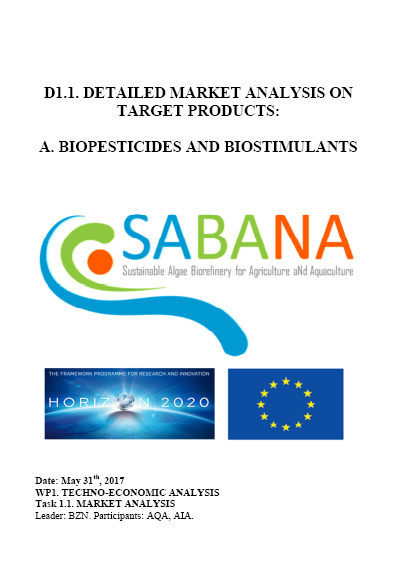 D1.1. DETAILED MARKET ANALYSIS ON
TARGET PRODUCTS:
A. BIOPESTICIDES AND BIOSTIMULANTS
SABANA
Sustainable Algae Biorefinery for Agriculture aNd Aquaculture
THE FRAMEWORK PROGRAMME FOR RESEARCH AND INNOVATION
HORIZON 2020
Date: May 31st, 2017
WP1. TECHNO-ECONOMIC ANALYSIS
Task 1.1. MARKET ANALYSIS
Leader: BZN. Participants: AQA, AIA.